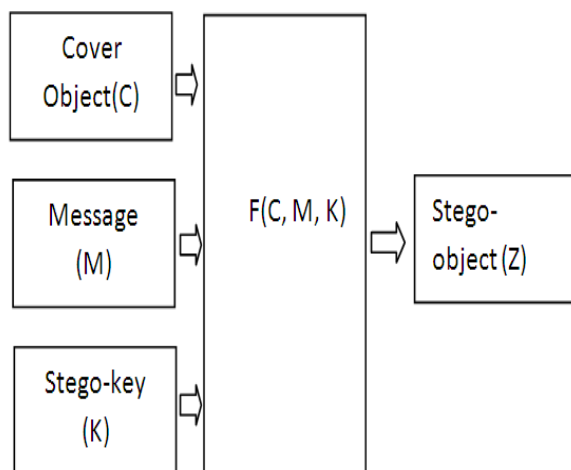 Cover
Object(C)
Message
(M)
Stego-key
(K)
F(C, M, K)
Stego-
object (Z)